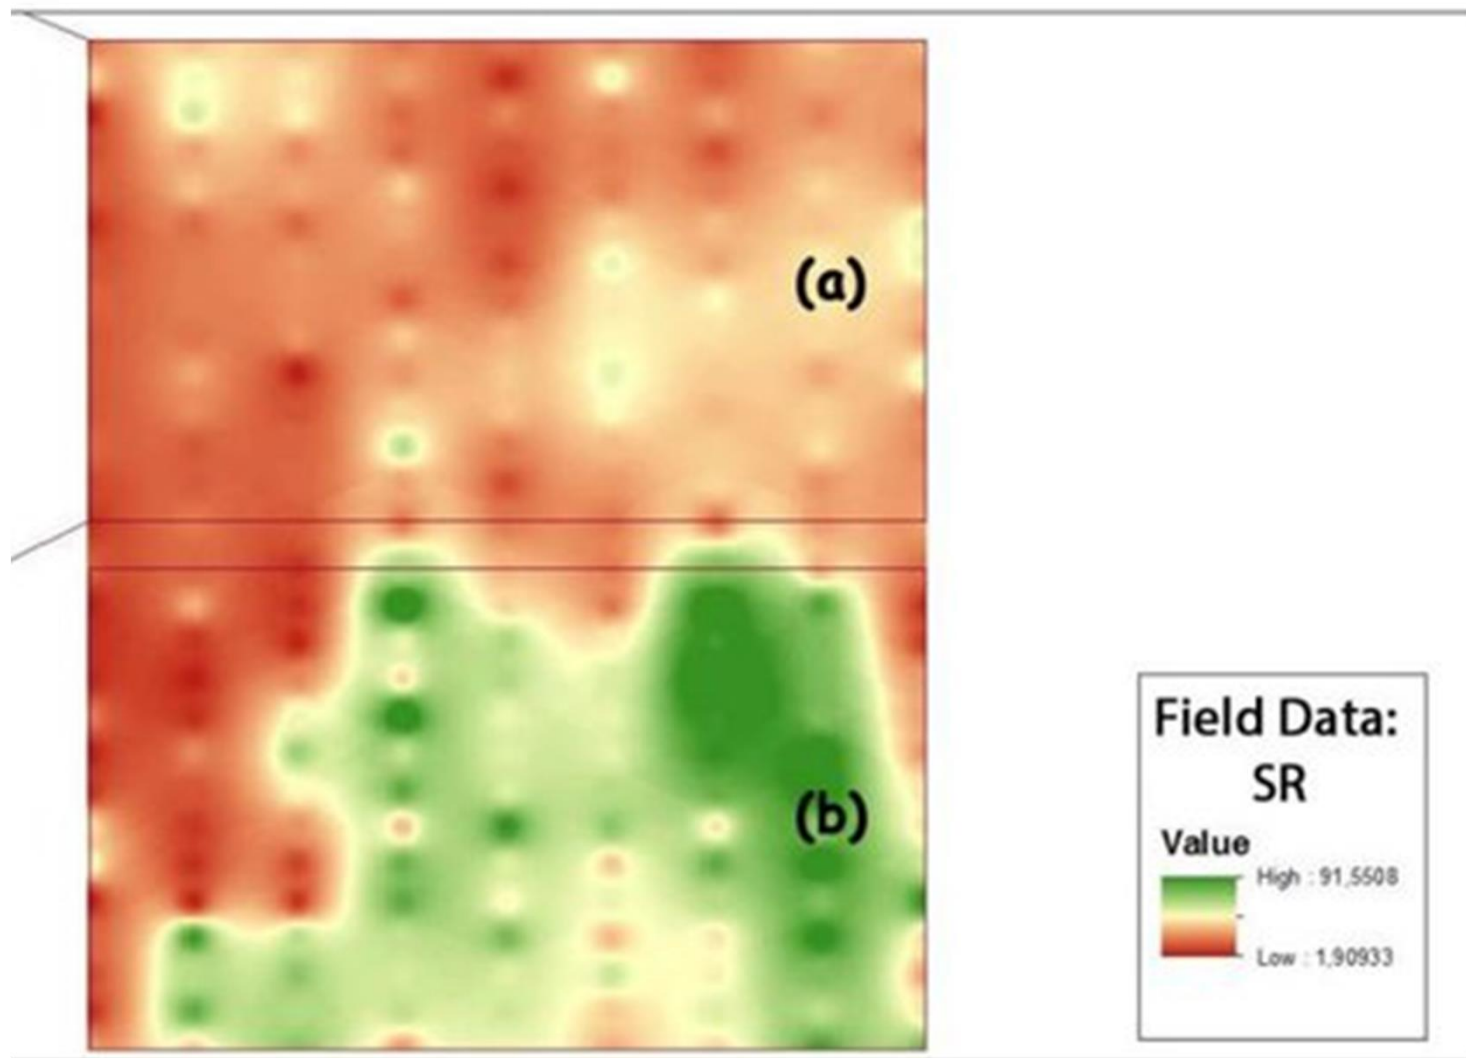 (a)
(b)
Field Data:
SR
Value
High : 91,5508
Low : 1,90933